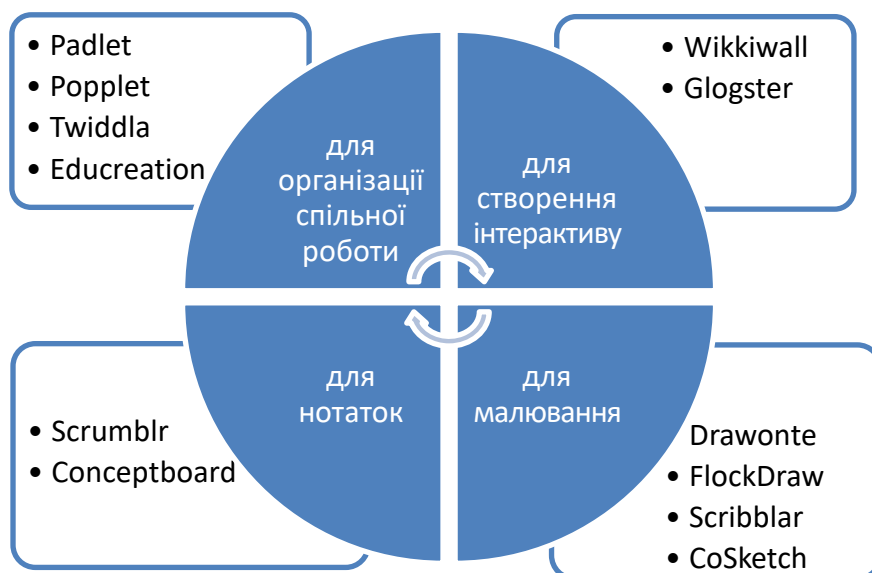 • Padlet
• Popplet
• Twiddla
• Educreation
• Wikkiwall
• Glogster
для
організації
спільної
роботи
для
створення
інтерактиву
для
нотаток
для
малювання
• Scrumblr
• Conceptboard
Drawonte
• FlockDraw
• Scribblar
• CoSketch